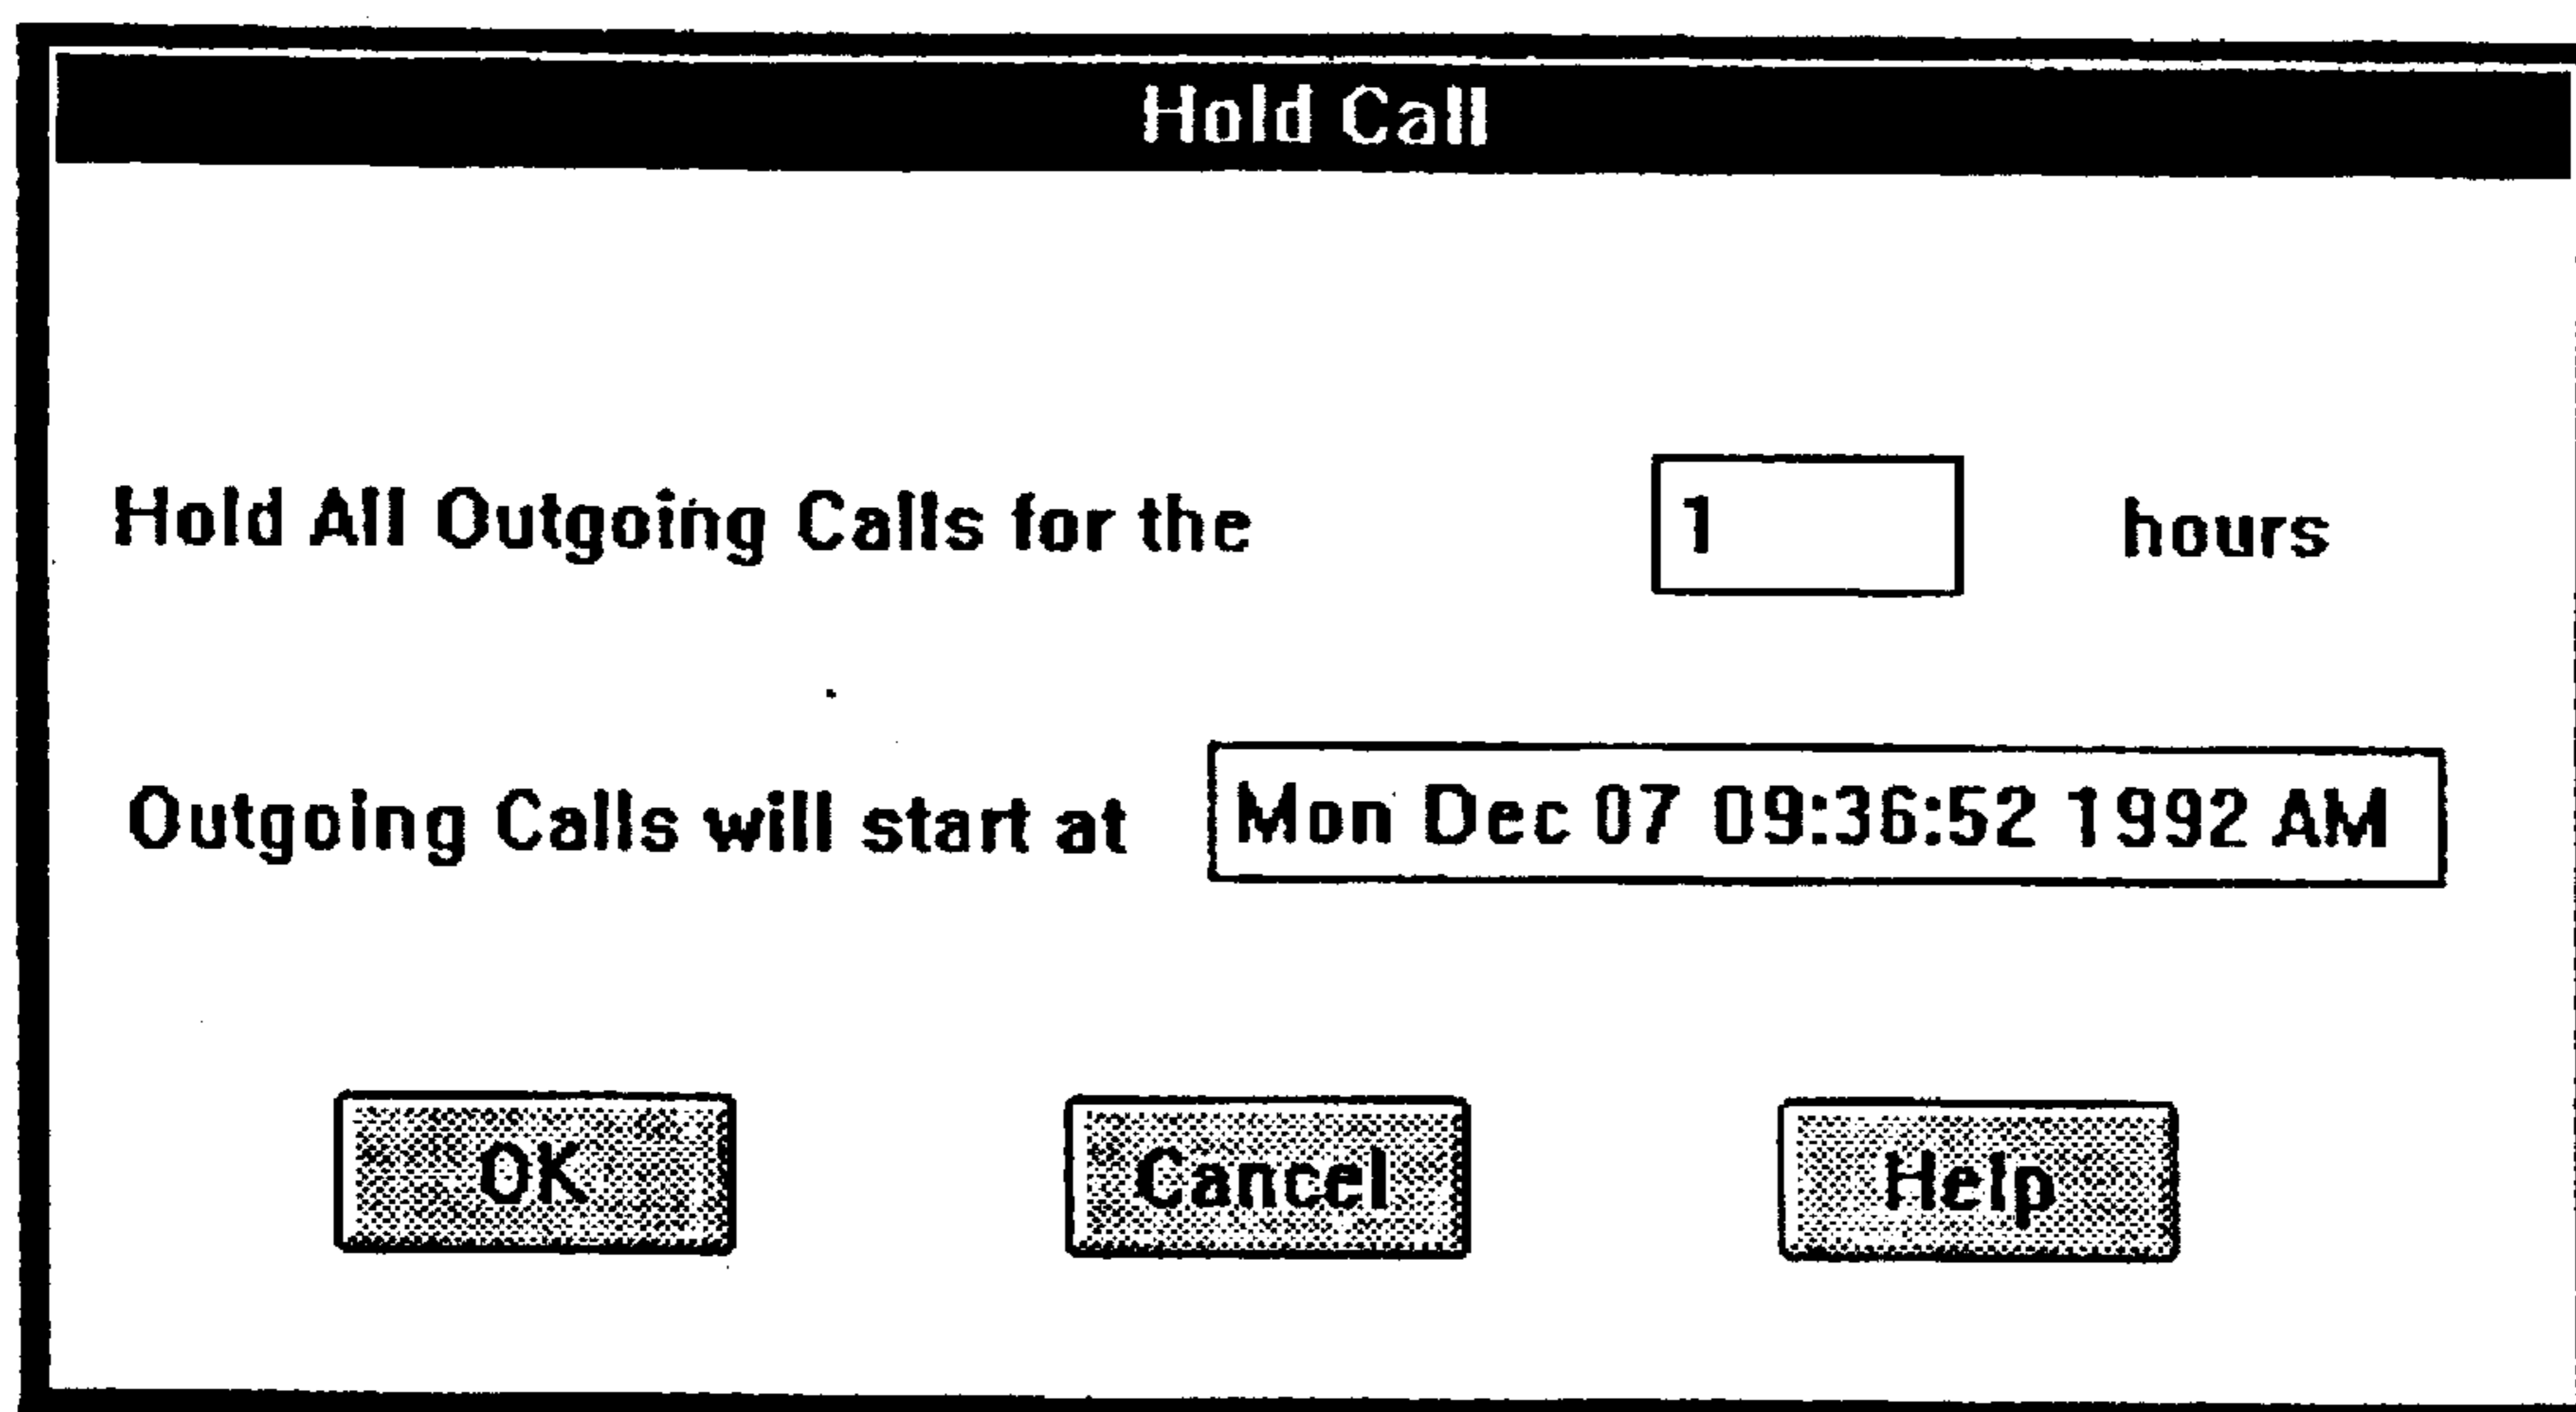 Hold Call
Hold All Outgoing Calls for the 1 hours
Outgoing Calls will start at Mon Dec 07 09:36:52 1992 AM
OK Cancel Help